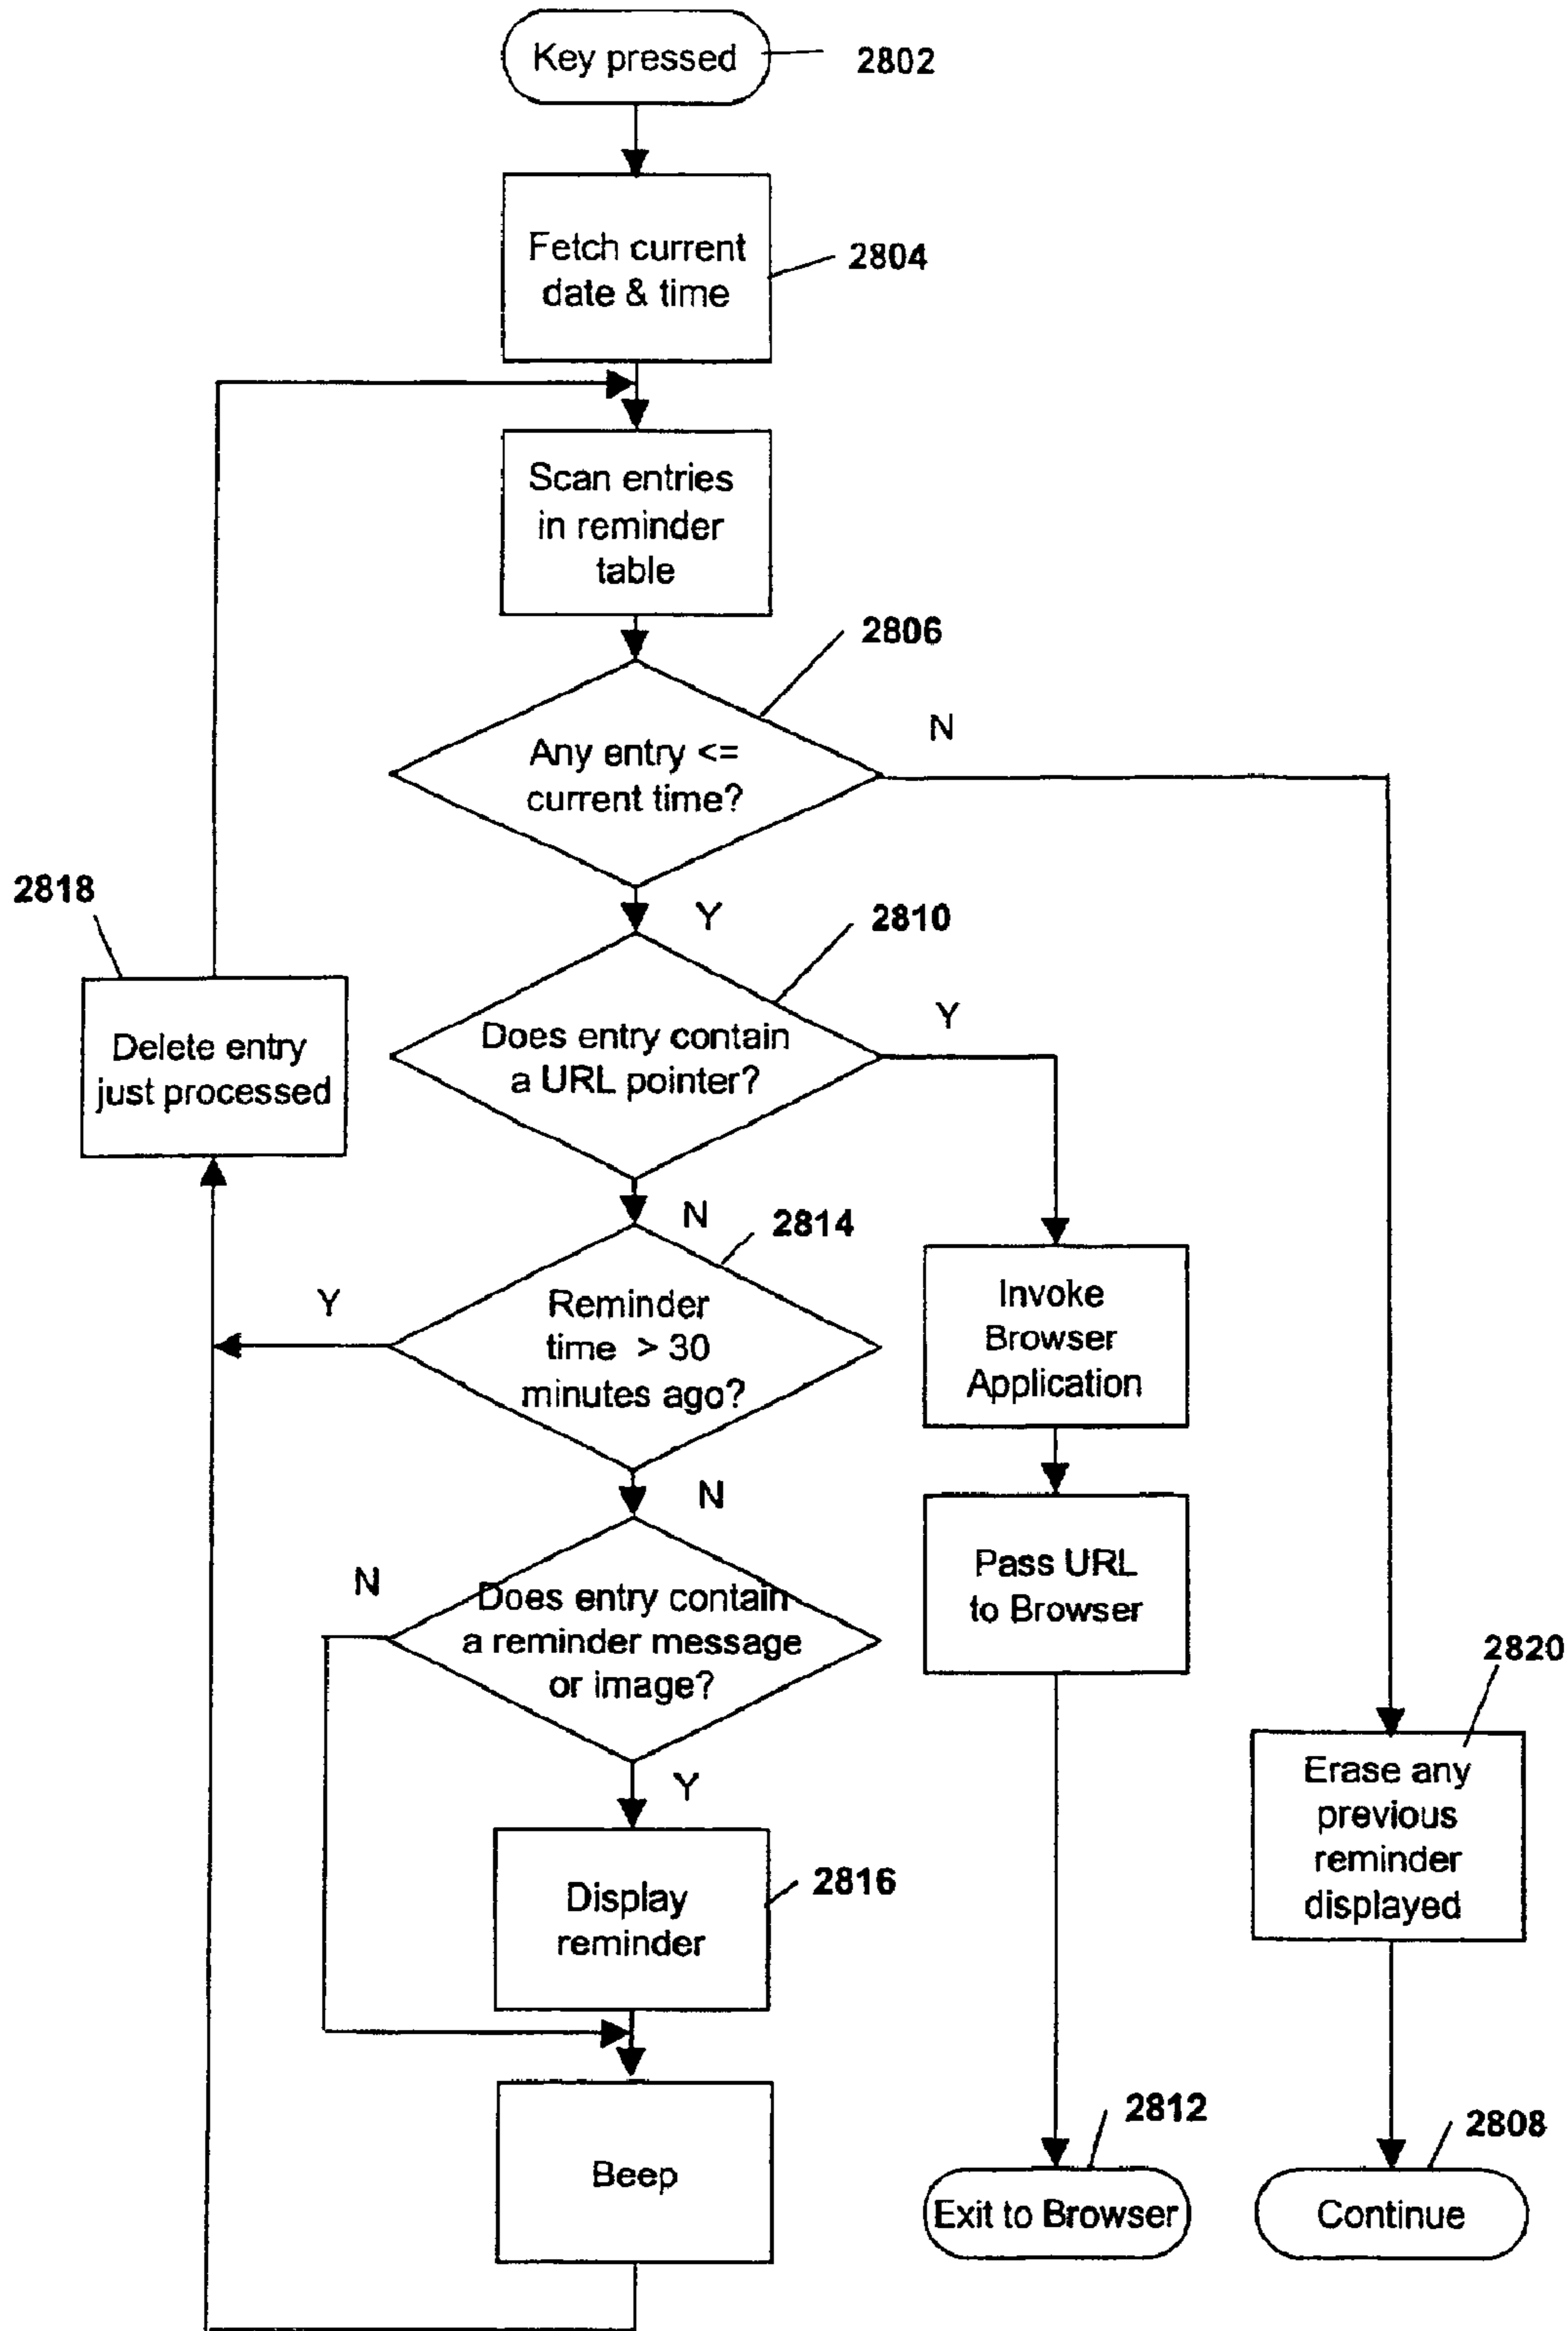 Key pressed
2802
Fetch current
date & time
2804
Scan entries
in reminder
table
2806
Any entry <=
current time?
N
Y
2818
Delete entry
just processed
2810
Does entry contain
a URL pointer?
Y
N
2814
Reminder
time > 30
minutes ago?
Y
N
Invoke
Browser
Application
Pass URL
to Browser
N
Does entry contain
a reminder message
or image?
Y
2820
Erase any
previous
reminder
displayed
Display
reminder
2816
Beep
2812
Exit to Browser
2808
Continue